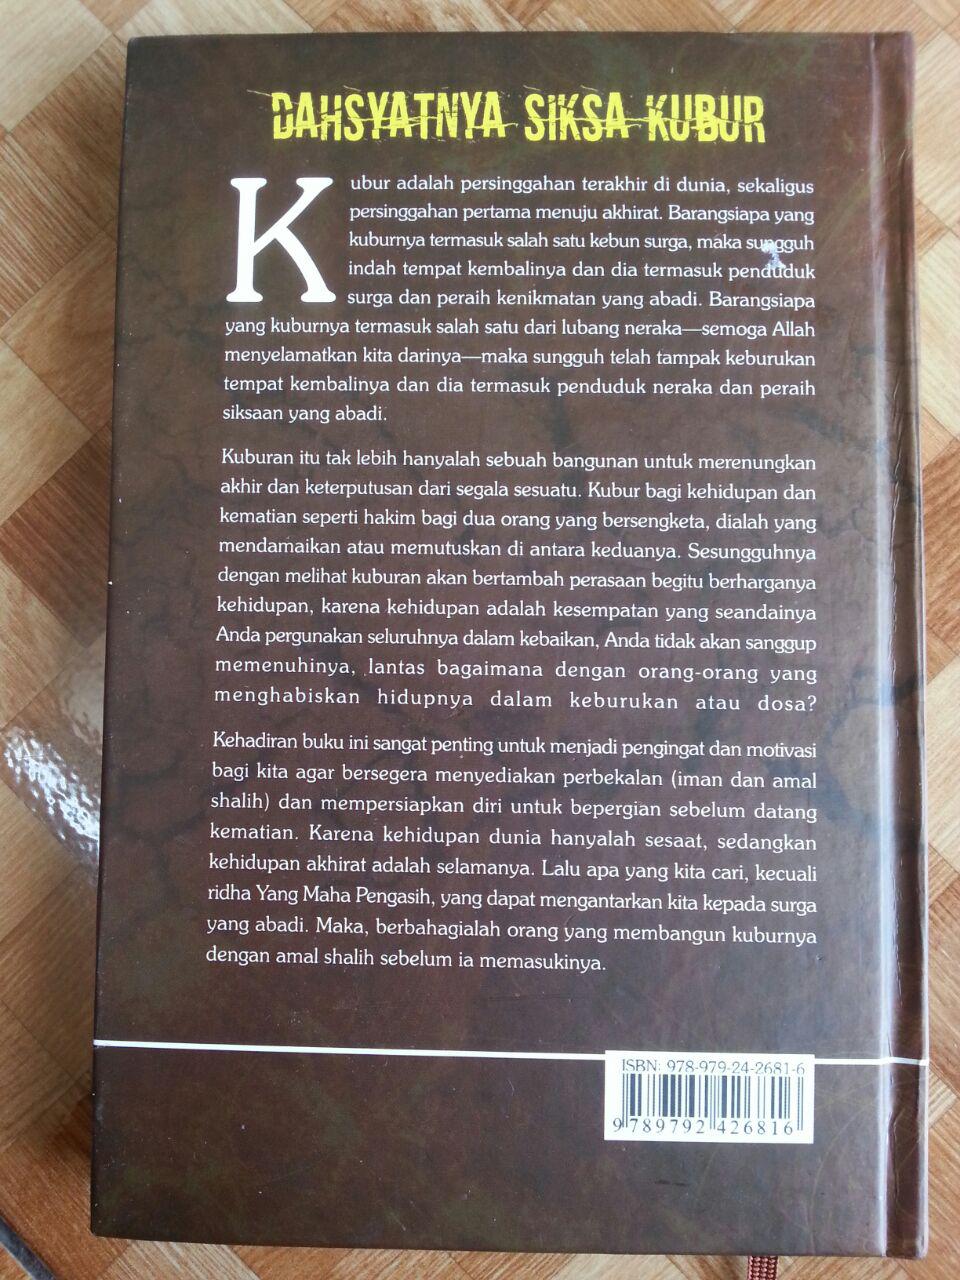 DAHSYATNYA SIKSA KUBUR
Kubur adalah persinggahan terakhir di dunia, sekaligus
persinggahan pertama menuju akhirat. Barangsiapa yang
kuburnya termasuk salah satu kebun surga, maka sungguh
indah tempat kembalinya dan dia termasuk penduduk
surga dan peraih kenikmatan yang abadi. Barangsiapa
yang kuburnya termasuk salah satu dari lubang neraka—semoga Allah
menyelamatkan kita darinya—maka sungguh telah tampak keburukan
tempat kembalinya dan dia termasuk penduduk neraka dan peraih
siksaan yang abadi.
Kuburan itu tak lebih hanyalah sebuah bangunan untuk merenungkan
akhir dan keterputusan dari segala sesuatu. Kubur bagi kehidupan dan
kematian seperti hakim bagi dua orang yang bersengketa, dialah yang
mendamaikan atau memutuskan di antara keduanya. Sesungguhnya
dengan melihat kuburan akan bertambah perasaan begitu berharganya
kehidupan, karena kehidupan adalah kesempatan yang seandainya
Anda pergunakan seluruhnya dalam kebaikan, Anda tidak akan sanggup
memenuhinya, lantas bagaimana dengan orang-orang yang
menghabiskan hidupnya dalam keburukan atau dosa?
Kehadiran buku ini sangat penting untuk menjadi pengingat dan motivasi
bagi kita agar bersegera menyediakan perbekalan (iman dan amal
shalih) dan mempersiapkan diri untuk bepergian sebelum datang
kematian. Karena kehidupan dunia hanyalah sesaat, sedangkan
kehidupan akhirat adalah selamanya. Lalu apa yang kita cari, kecuali
ridha Yang Maha Pengasih, yang dapat mengantarkan kita kepada surga
yang abadi. Maka, berbahagialah orang yang membangun kuburnya
dengan amal shalih sebelum ia memasukinya.
ISBN: 978-979-24-2681-6
9 789792 426816